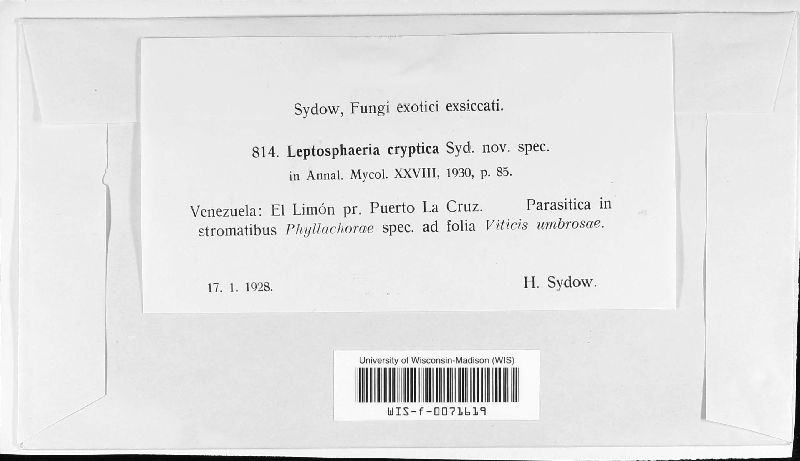 Sydow, Fungi exotici exsiccati.
814. Leptosphaeria cryptica Syd. nov. spec.
in Annal. Mycol. XXVIII, 1930, p. 85.
Venezuela: El Limón pr. Puerto La Cruz. Parasitica in
stromatibus Phyllachorae spec. ad folia Viticis umbrosae.
17. 1. 1928. H. Sydow.
University of Wisconsin-Madison (WIS)
WIS-f-0071619